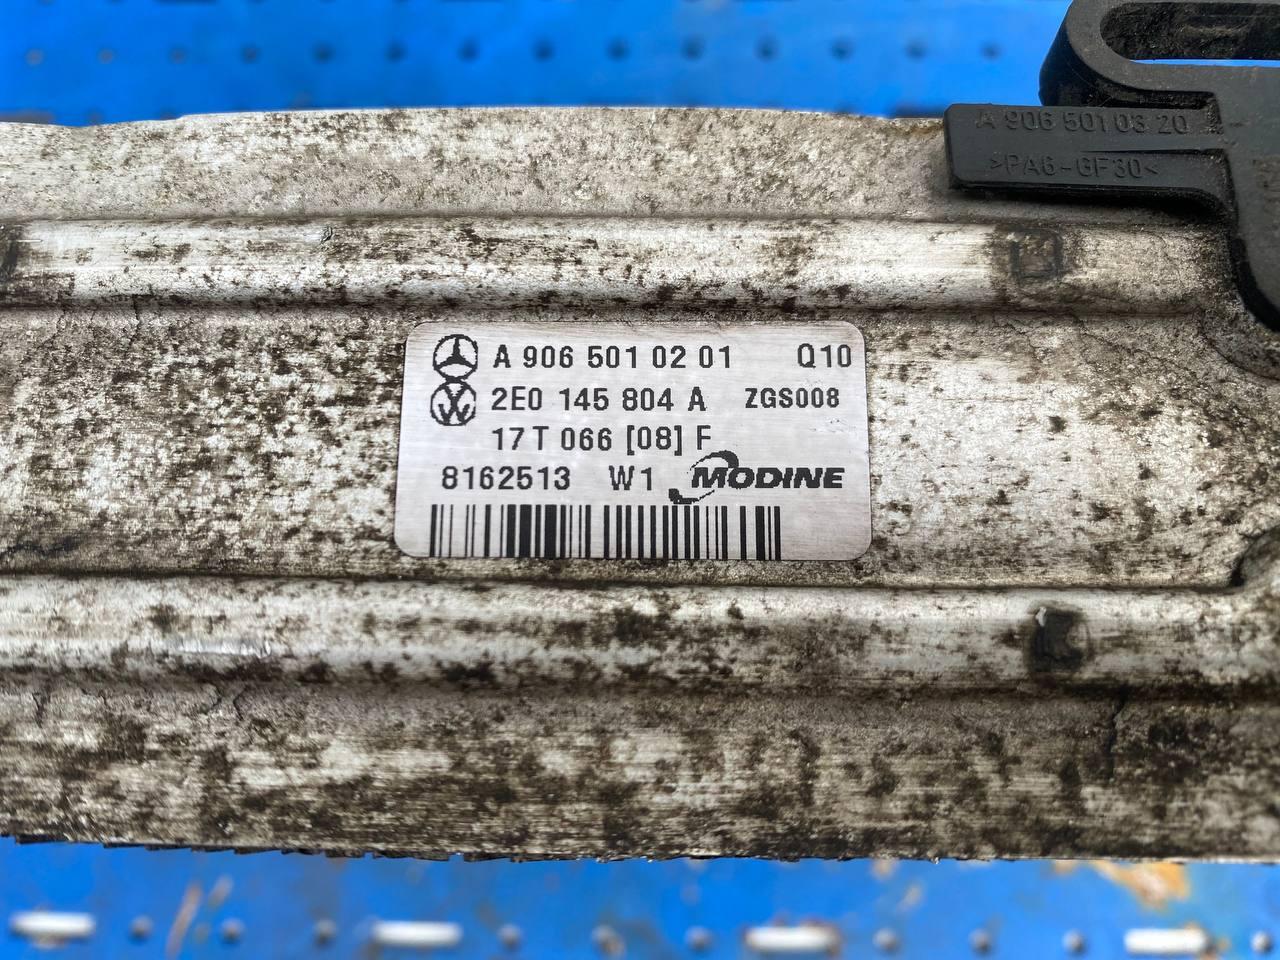 A 906 501 03 20
>PA6-GF30<
A 906 501 02 01 Q10
2E0 145 804 A ZGS008
17 T 066 [08] F
8162513 W1 MODINE